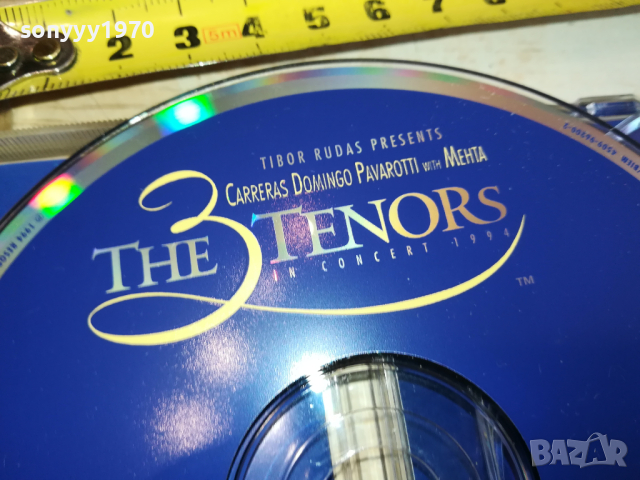 sonyyy1970
2 3 4 5m 5 6 7 8
TIBOR RUDAS PRESENTS
CARRERAS DOMINGO PAVAROTTI WITH MEHTA
THE 3 TENORS
IN CONCERT 1994
TM
BAZAR